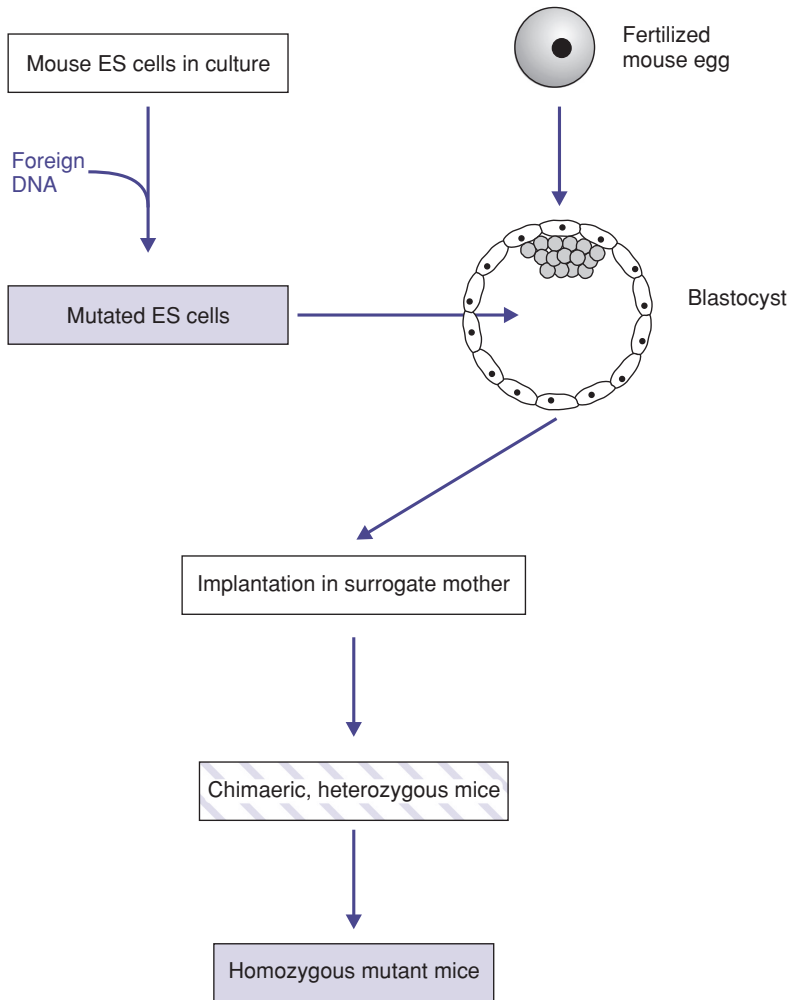 Mouse ES cells in culture
Fertilized
mouse egg
Foreign
DNA
Mutated ES cells
Blastocyst
Implantation in surrogate mother
Chimaeric, heterozygous mice
Homozygous mutant mice